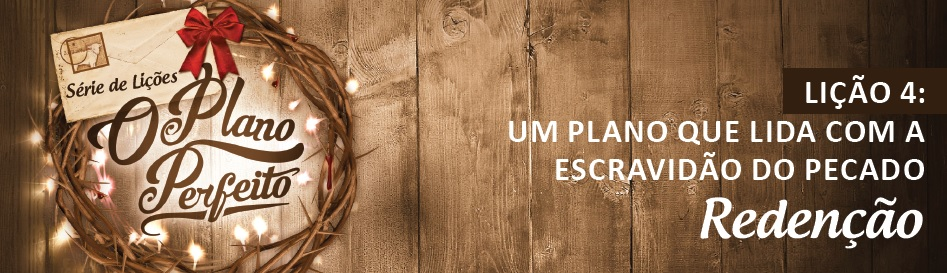 Série de Lições
O Plano
Perfeito
LIÇÃO 4:
UM PLANO QUE LIDA COM A
ESCRAVIDÃO DO PECADO
Redenção